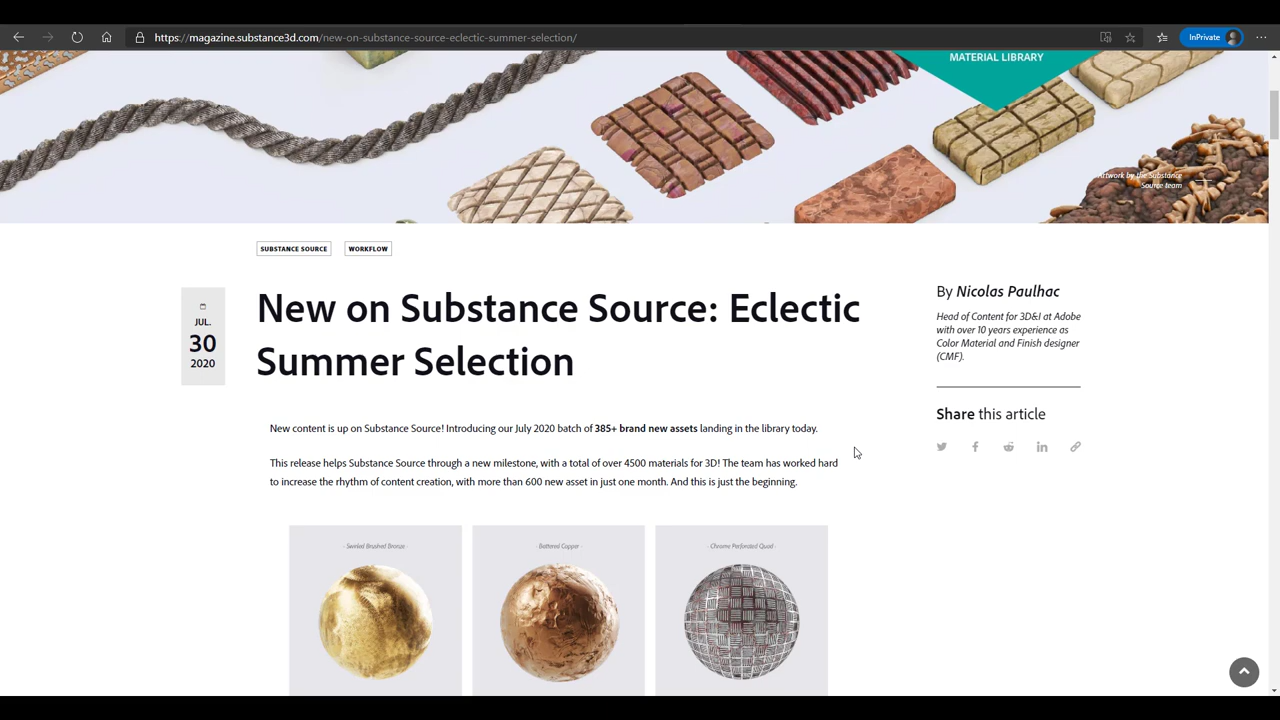 https://magazine.substance3d.com/new-on-substance-source-eclectic-summer-selection/
InPrivate
MATERIAL LIBRARY
Artwork by the Substance
Source team
SUBSTANCE SOURCE
WORKFLOW
JUL.
30
2020
New on Substance Source: Eclectic
Summer Selection
By Nicolas Paulhac
Head of Content for 3D&I at Adobe
with over 10 years experience as
Color Material and Finish designer
(CMF).
Share this article
New content is up on Substance Source! Introducing our July 2020 batch of 385+ brand new assets landing in the library today.
This release helps Substance Source through a new milestone, with a total of over 4500 materials for 3D! The team has worked hard
to increase the rhythm of content creation, with more than 600 new asset in just one month. And this is just the beginning.
- Swirled Brushed Bronze -
- Battered Copper -
- Chrome Perforated Quad -